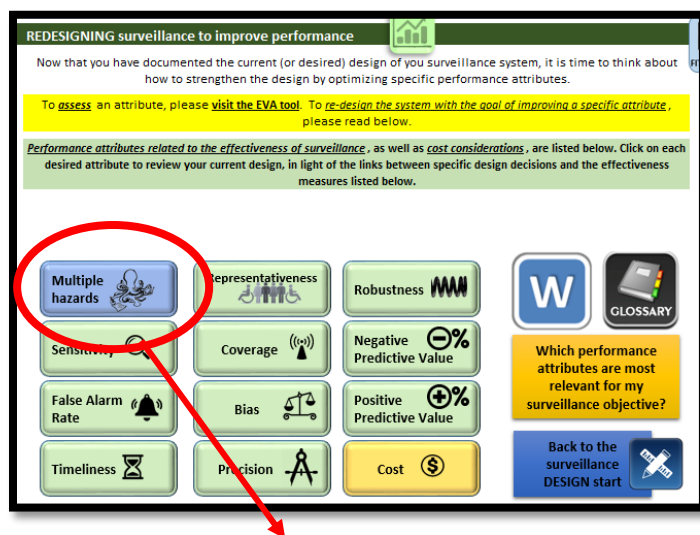 REDESIGNING surveillance to improve performance
Now that you have documented the current (or desired) design of you surveillance system, it is time to think about
how to strengthen the design by optimizing specific performance attributes.
To assess an attribute, please visit the EVA tool. To re-design the system with the goal of improving a specific attribute ,
please read below.
Performance attributes related to the effectiveness of surveillance , as well as cost considerations , are listed below. Click on each
desired attribute to review your current design, in light of the links between specific design decisions and the effectiveness
measures listed below.
Multiple
hazards
Representativeness
Robustness
W
GLOSSARY
Sensitivity
Coverage
Negative
Predictive Value
%
Which performance
attributes are most
relevant for my
surveillance objective?
False Alarm
Rate
Bias
Positive
Predictive Value
%
Timeliness
Precision
Cost
$
Back to the
surveillance
DESIGN start